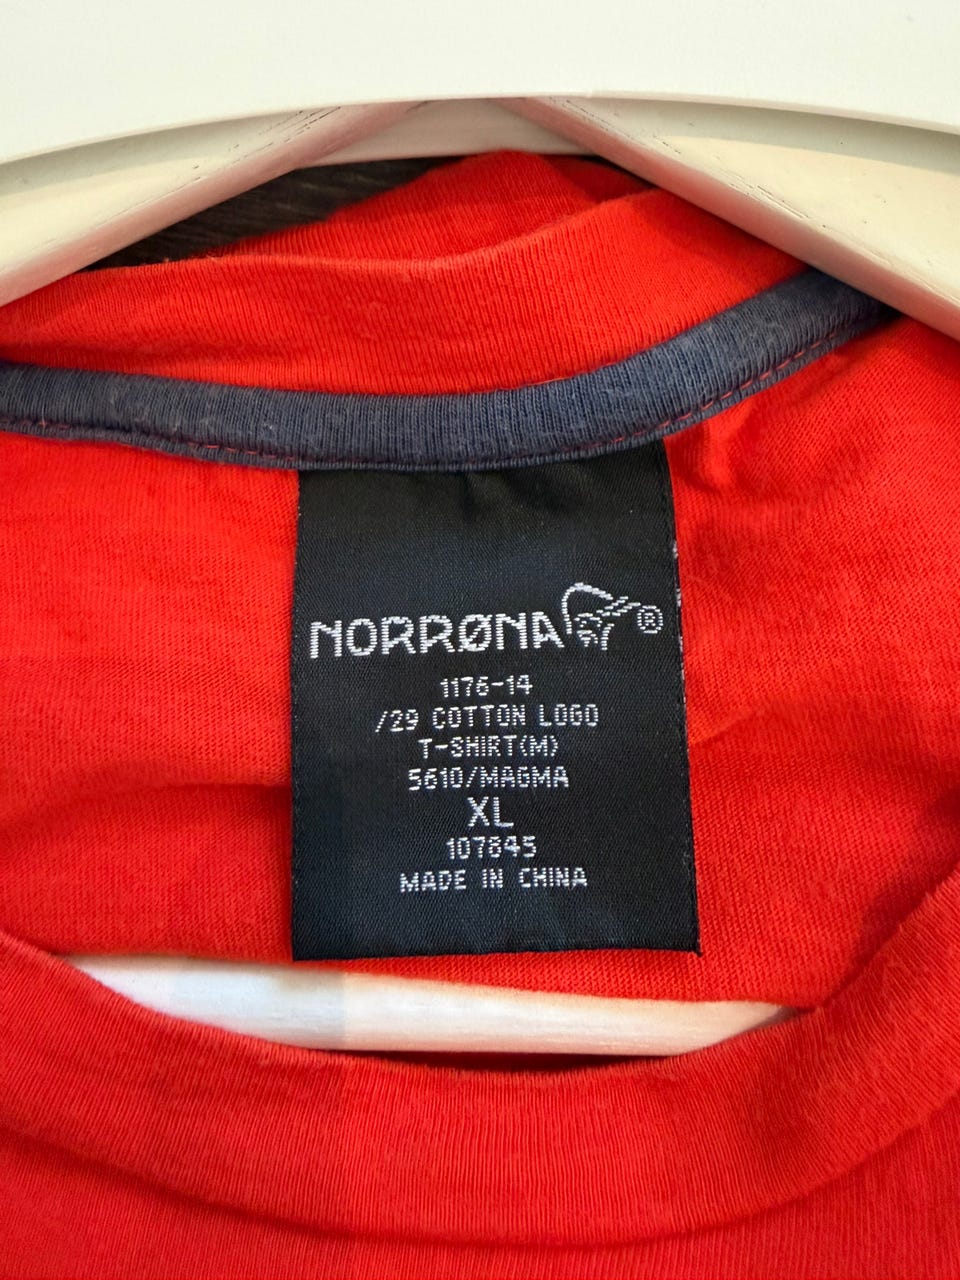 NORRØNA®
1176-14
/29 COTTON LOGO
T-SHIRT(M)
5610/MAGMA
XL
107845
MADE IN CHINA